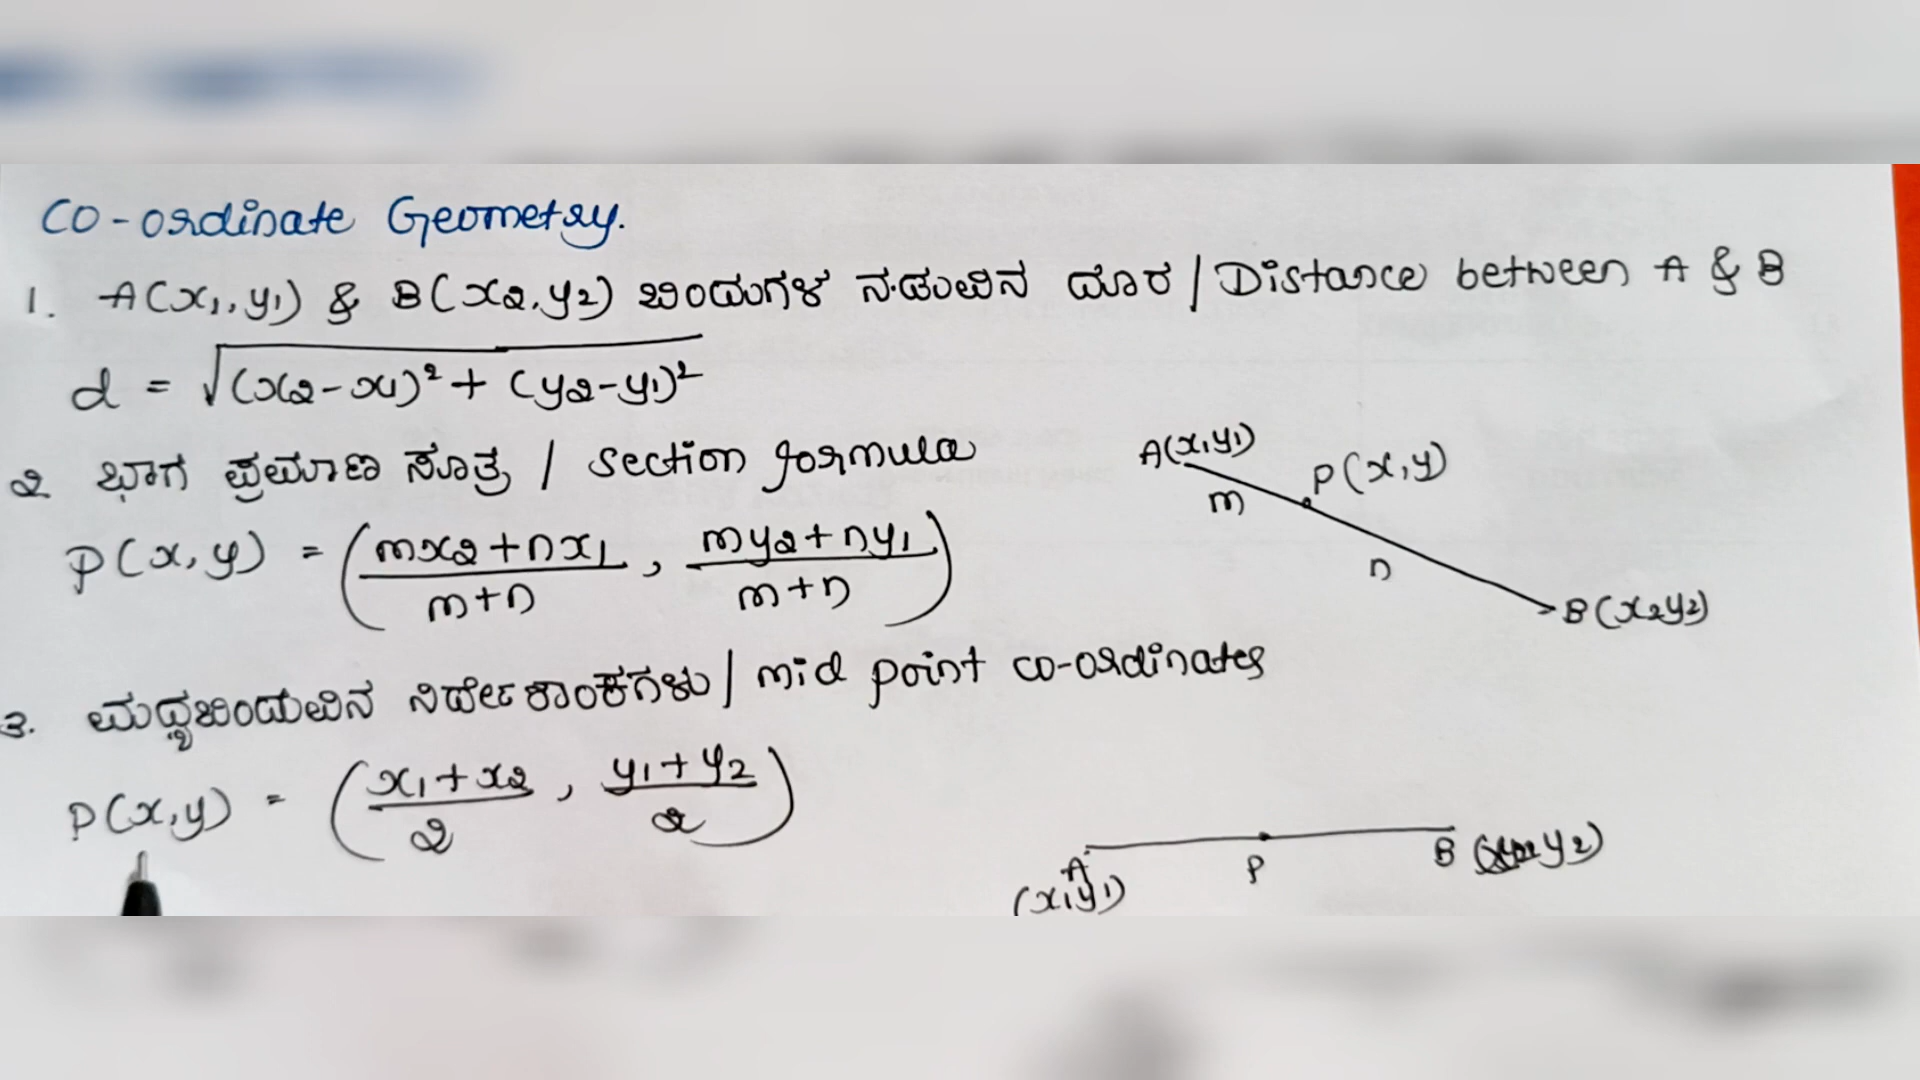 Co-ordinate Geometry.
1. A(x₁, y₁) & B(x₂, y₂) ಬಿಂದುಗಳ ನಡುವಿನ ದೂರ / Distance between A & B
d = √(x₂-x₁)² + (y₂-y₁)²
2 ಭಾಗ ಪ್ರಮಾಣ ಸೂತ್ರ / section formula
A(x₁y₁)
P(x,y)
m
n
B(x₂y₂)
P(x,y) = (mx₂+nx₁/m+n, my₂+ny₁/m+n)
3. ಮಧ್ಯಬಿಂದುವಿನ ನಿರ್ದೇಶಾಂಕಗಳು / mid point co-ordinates
P(x,y) = (x₁+x₂/2, y₁+y₂/2)
A
(x₁y₁)
P
B (x₂y₂)